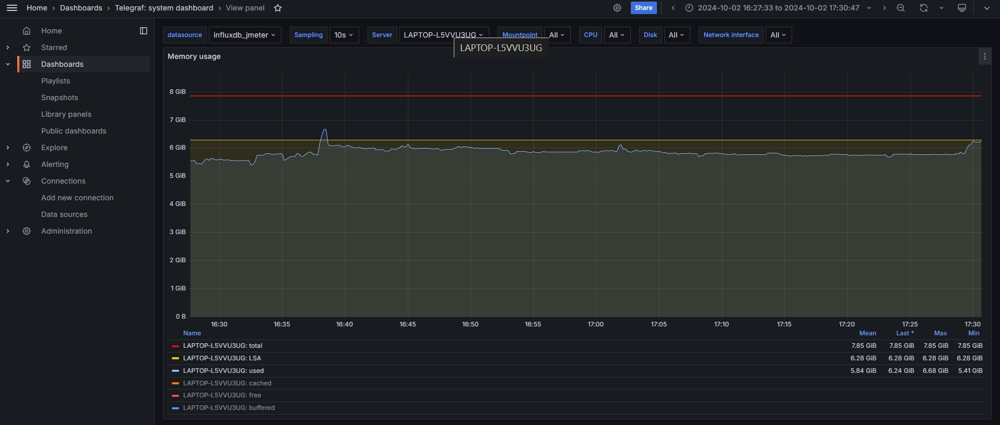 Home › Dashboards › Telegraf: system dashboard › View panel
Share
2024-10-02 16:27:33 to 2024-10-02 17:30:47
Home
Starred
Dashboards
Playlists
Snapshots
Library panels
Public dashboards
Explore
Alerting
Connections
Add new connection
Data sources
Administration
datasource influxdb_jmeter Sampling 10s Server LAPTOP-L5VVU3UG Mountpoint All CPU All Disk All Network interface All
LAPTOP-L5VVU3UG
Memory usage
8 GiB
7 GiB
6 GiB
5 GiB
4 GiB
3 GiB
2 GiB
1 GiB
0 B
16:30 16:35 16:40 16:45 16:50 16:55 17:00 17:05 17:10 17:15 17:20 17:25 17:30
Name Mean Last * Max Min
LAPTOP-L5VVU3UG: total 7.85 GiB 7.85 GiB 7.85 GiB 7.85 GiB
LAPTOP-L5VVU3UG: LSA 6.28 GiB 6.28 GiB 6.28 GiB 6.28 GiB
LAPTOP-L5VVU3UG: used 5.84 GiB 6.24 GiB 6.68 GiB 5.41 GiB
LAPTOP-L5VVU3UG: cached
LAPTOP-L5VVU3UG: free
LAPTOP-L5VVU3UG: buffered